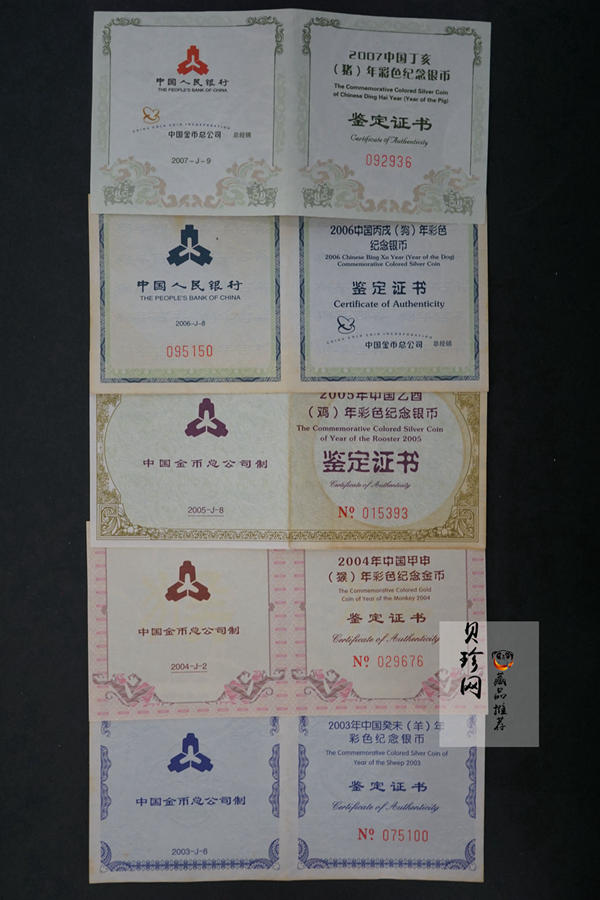 中国人民银行
THE PEOPLE'S BANK OF CHINA
CHINA GOLD COIN INCORPORATION
中国金币总公司 总经销
2007-J-9
2007中国丁亥
（猪）年彩色纪念银币
The Commemorative Colored Silver Coin
of Chinese Ding Hai Year (Year of the Pig)
鉴定证书
Certificate of Authenticity
092936
中国人民银行
THE PEOPLE'S BANK OF CHINA
2006-J-8
095150
2006中国丙戌（狗）年彩色
纪念银币
2006 Chinese Bing Xu Year (Year of the Dog)
Commemorative Colored Silver Coin
鉴定证书
Certificate of Authenticity
CHINA GOLD COIN INCORPORATION
中国金币总公司 总经销
中国金币总公司制
2005-J-8
2005年中国乙酉
（鸡）年彩色纪念银币
The Commemorative Colored Silver Coin
of Year of the Rooster 2005
鉴定证书
Certificate of Authenticity
Nº 015393
中国金币总公司制
2004-J-2
2004年中国甲申
（猴）年彩色纪念金币
The Commemorative Colored Gold
Coin of Year of the Monkey 2004
鉴定证书
Certificate of Authenticity
Nº 029676
中国金币总公司制
2003-J-6
2003年中国癸未（羊）年
彩色纪念银币
The Commemorative Colored Silver Coin of
Year of the Sheep 2003
鉴定证书
Certificate of Authenticity
Nº 075100
贝珍网
藏品推荐